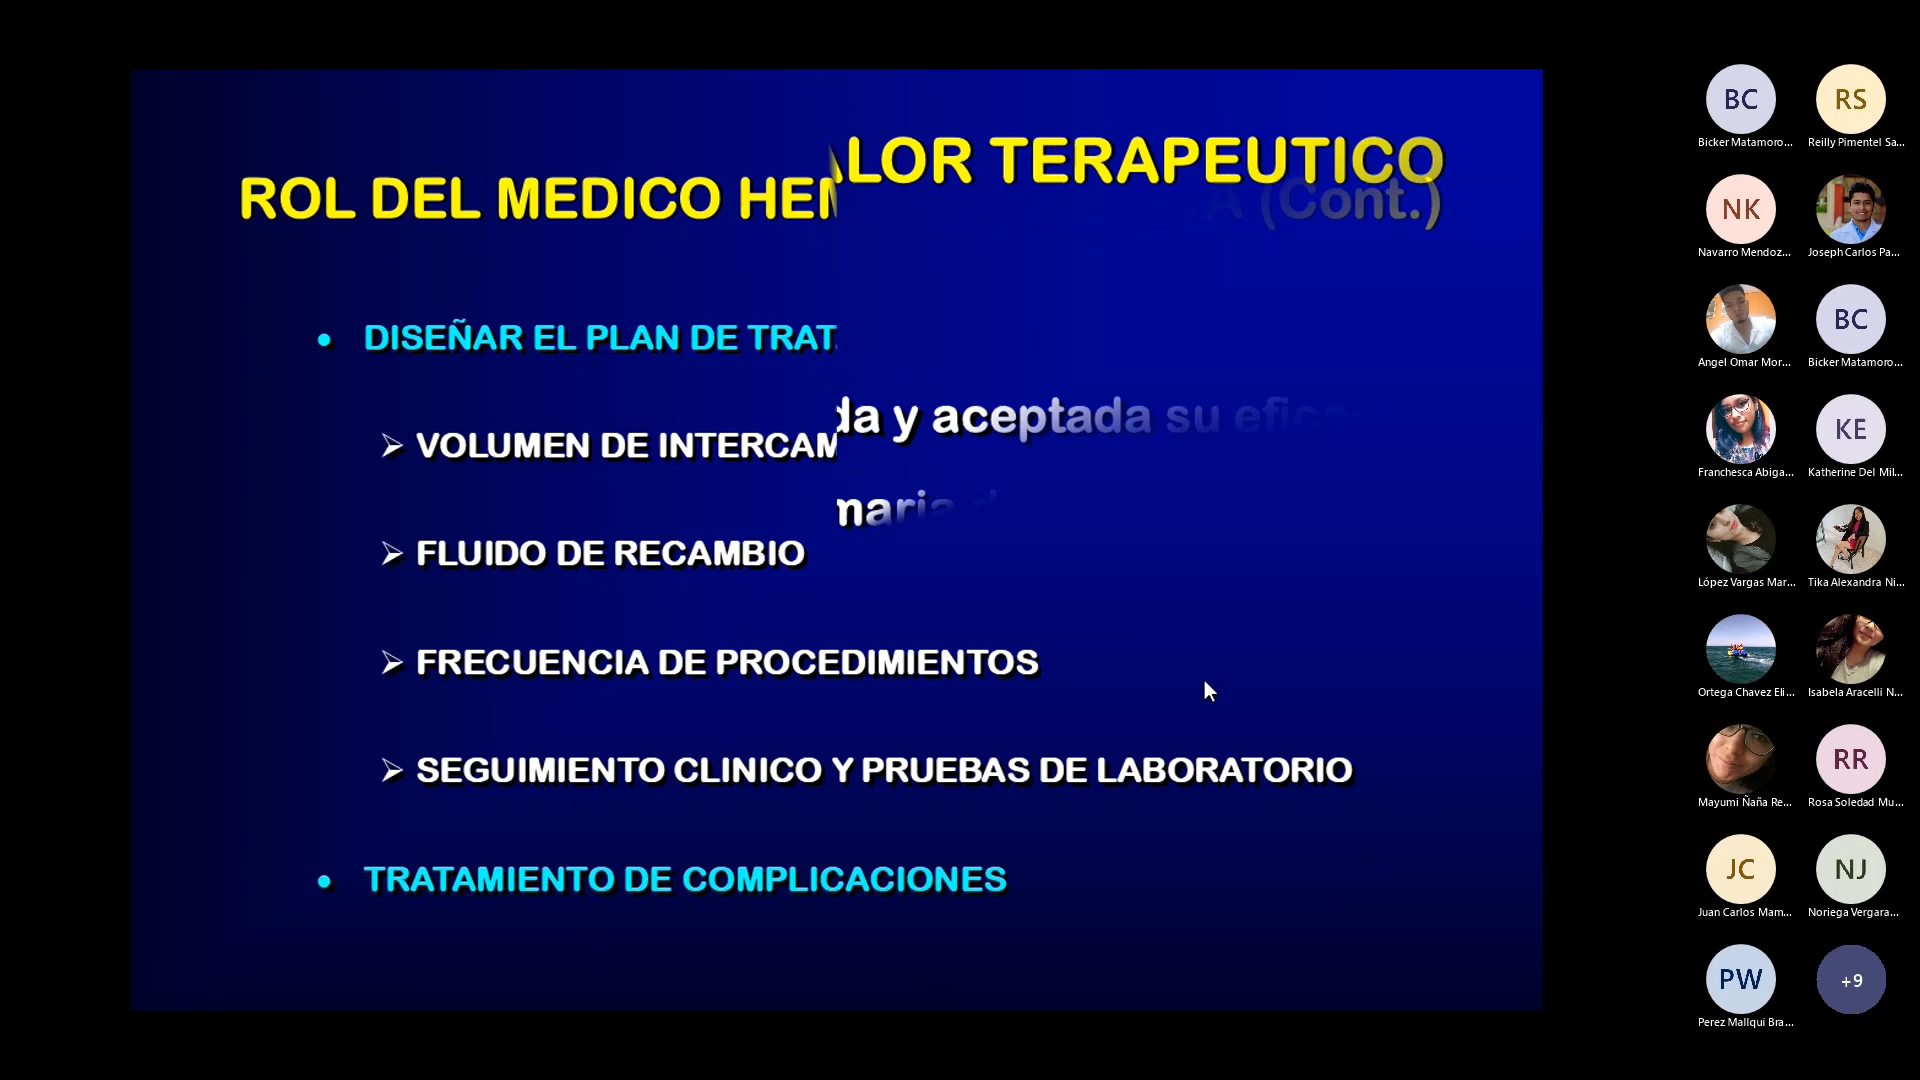 LOR TERAPEUTICO
ROL DEL MEDICO HE
(Cont.)
• DISEÑAR EL PLAN DE TRAT
da y aceptada su
➢ VOLUMEN DE INTERCAM
➢ FLUIDO DE RECAMBIO
➢ FRECUENCIA DE PROCEDIMIENTOS
➢ SEGUIMIENTO CLINICO Y PRUEBAS DE LABORATORIO
• TRATAMIENTO DE COMPLICACIONES
BC
Bicker Matamoro...
RS
Reilly Pimentel Sa...
NK
Navarro Mendoz...
Joseph Carlos Pa...
Angel Omar Mor...
BC
Bicker Matamoro...
Franchesca Abiga...
KE
Katherine Del Mil...
López Vargas Mar...
Tika Alexandra Ni...
Ortega Chavez Eli...
Isabela Aracelli N...
Mayumi Ñaña Re...
RR
Rosa Soledad Mu...
JC
Juan Carlos Mam...
NJ
Noriega Vergara...
PW
Perez Mallqui Bra...
+9